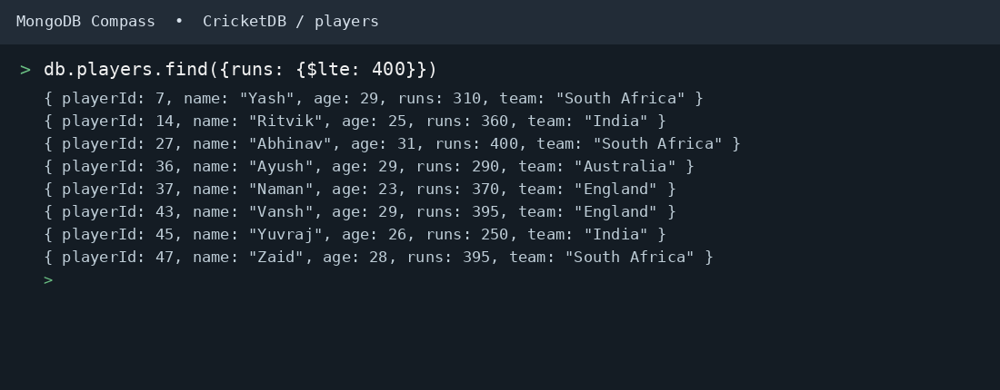 MongoDB Compass • CricketDB / players
> db.players.find({runs: {$lte: 400}})
{ playerId: 7, name: "Yash", age: 29, runs: 310, team: "South Africa" }
{ playerId: 14, name: "Ritvik", age: 25, runs: 360, team: "India" }
{ playerId: 27, name: "Abhinav", age: 31, runs: 400, team: "South Africa" }
{ playerId: 36, name: "Ayush", age: 29, runs: 290, team: "Australia" }
{ playerId: 37, name: "Naman", age: 23, runs: 370, team: "England" }
{ playerId: 43, name: "Vansh", age: 29, runs: 395, team: "England" }
{ playerId: 45, name: "Yuvraj", age: 26, runs: 250, team: "India" }
{ playerId: 47, name: "Zaid", age: 28, runs: 395, team: "South Africa" }
>